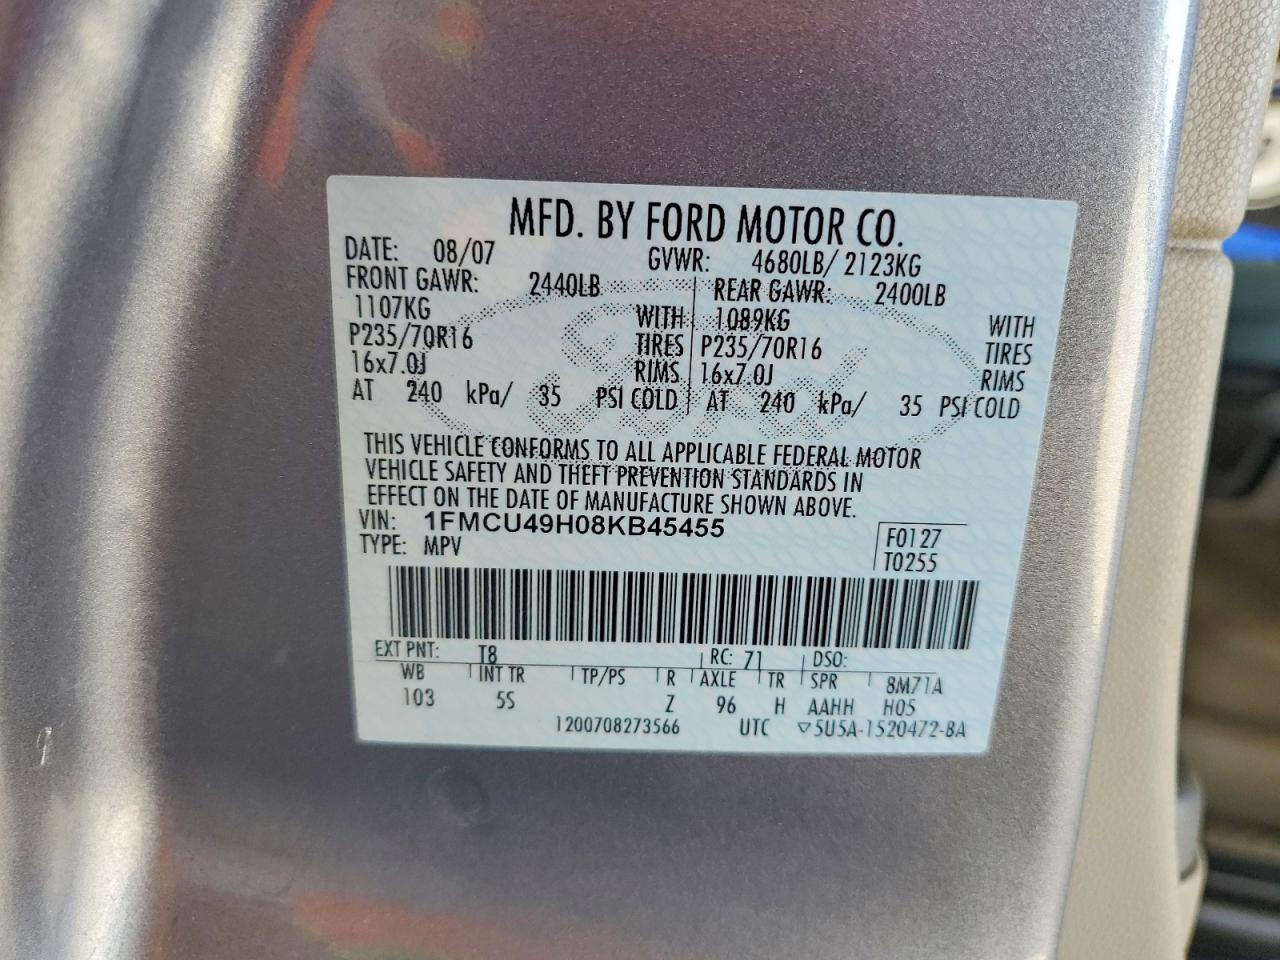 MFD. BY FORD MOTOR CO.
DATE: 08/07 GVWR: 4680LB/ 2123KG
FRONT GAWR: 2440LB REAR GAWR: 2400LB
1107KG WITH 1089KG WITH
P235/70R16 TIRES P235/70R16 TIRES
16x7.0J RIMS 16x7.0J RIMS
AT 240 kPa/ 35 PSI COLD AT 240 kPa/ 35 PSI COLD
THIS VEHICLE CONFORMS TO ALL APPLICABLE FEDERAL MOTOR
VEHICLE SAFETY AND THEFT PREVENTION STANDARDS IN
EFFECT ON THE DATE OF MANUFACTURE SHOWN ABOVE.
VIN: 1FMCU49H08KB45455 F0127
TYPE: MPV T0255
EXT PNT: T8 RC: 71 DSO:
WB INT TR TP/PS R AXLE TR SPR 8M71A
103 5S Z 96 H AAHH H05
1200708273566 UTC ▽5U5A-1520472-BA